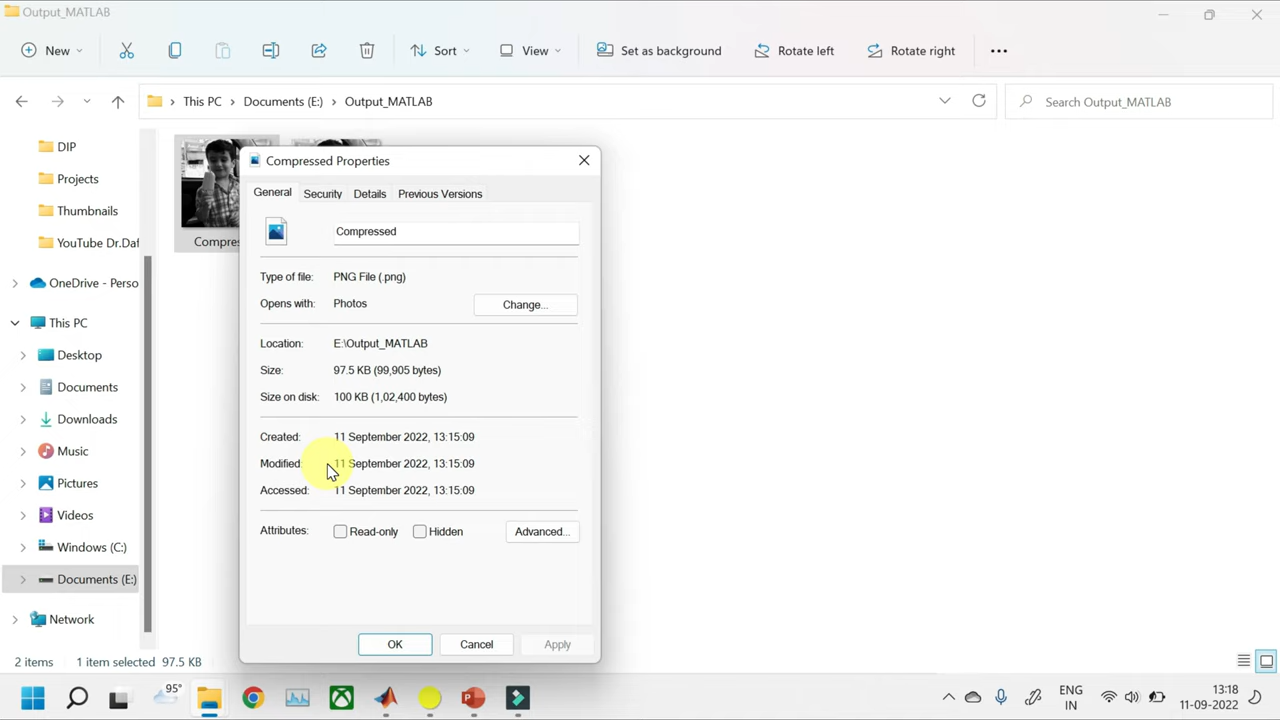 Output_MATLAB
New
Sort
View
Set as background
Rotate left
Rotate right
This PC
Documents (E:)
Output_MATLAB
Search Output_MATLAB
DIP
Projects
Thumbnails
YouTube Dr.Daf
OneDrive - Perso
This PC
Desktop
Documents
Downloads
Music
Pictures
Videos
Windows (C:)
Documents (E:)
Network
Compres
Compressed Properties
General Security Details Previous Versions
Compressed
Type of file: PNG File (.png)
Opens with: Photos Change...
Location: E:\Output_MATLAB
Size: 97.5 KB (99,905 bytes)
Size on disk: 100 KB (1,02,400 bytes)
Created: 11 September 2022, 13:15:09
Modified: 11 September 2022, 13:15:09
Accessed: 11 September 2022, 13:15:09
Attributes: Read-only Hidden Advanced...
OK Cancel Apply
2 items 1 item selected 97.5 KB
95°
ENG
IN
13:18
11-09-2022